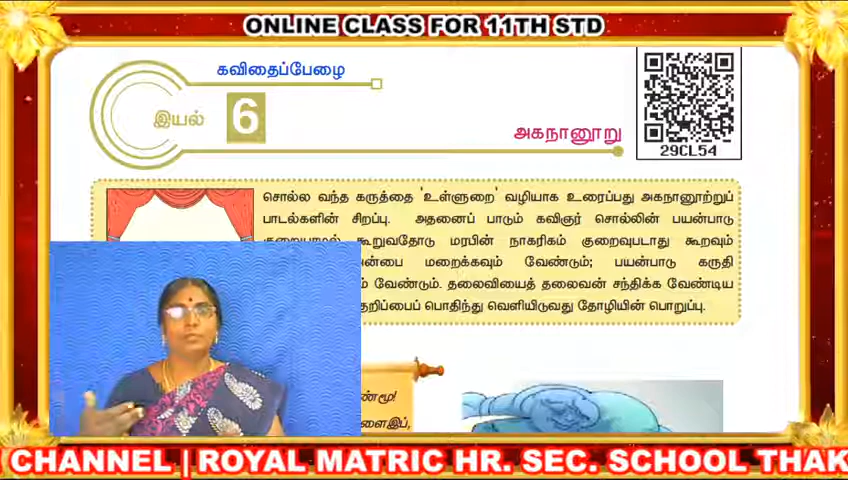 ONLINE CLASS FOR 11TH STD
கவிதைப்பேழை
இயல் 6
அகநானூறு
29CL54
சொல்ல வந்த கருத்தை 'உள்ளுறை' வழியாக உரைப்பது அகநானூற்றுப்
பாடல்களின் சிறப்பு. அதனைப் பாடும் கவிஞர் சொல்லின் பயன்பாடு
கூறுவதோடு மரபின் நாகரிகம் குறைவுபடாது கூறவும்
மறைக்கவும் வேண்டும்; பயன்பாடு கருதி
வேண்டும். தலைவியைத் தலைவன் சந்திக்க வேண்டிய
பொதிந்து வெளியிடுவது தோழியின் பொறுப்பு.
CHANNEL | ROYAL MATRIC HR. SEC. SCHOOL THAK